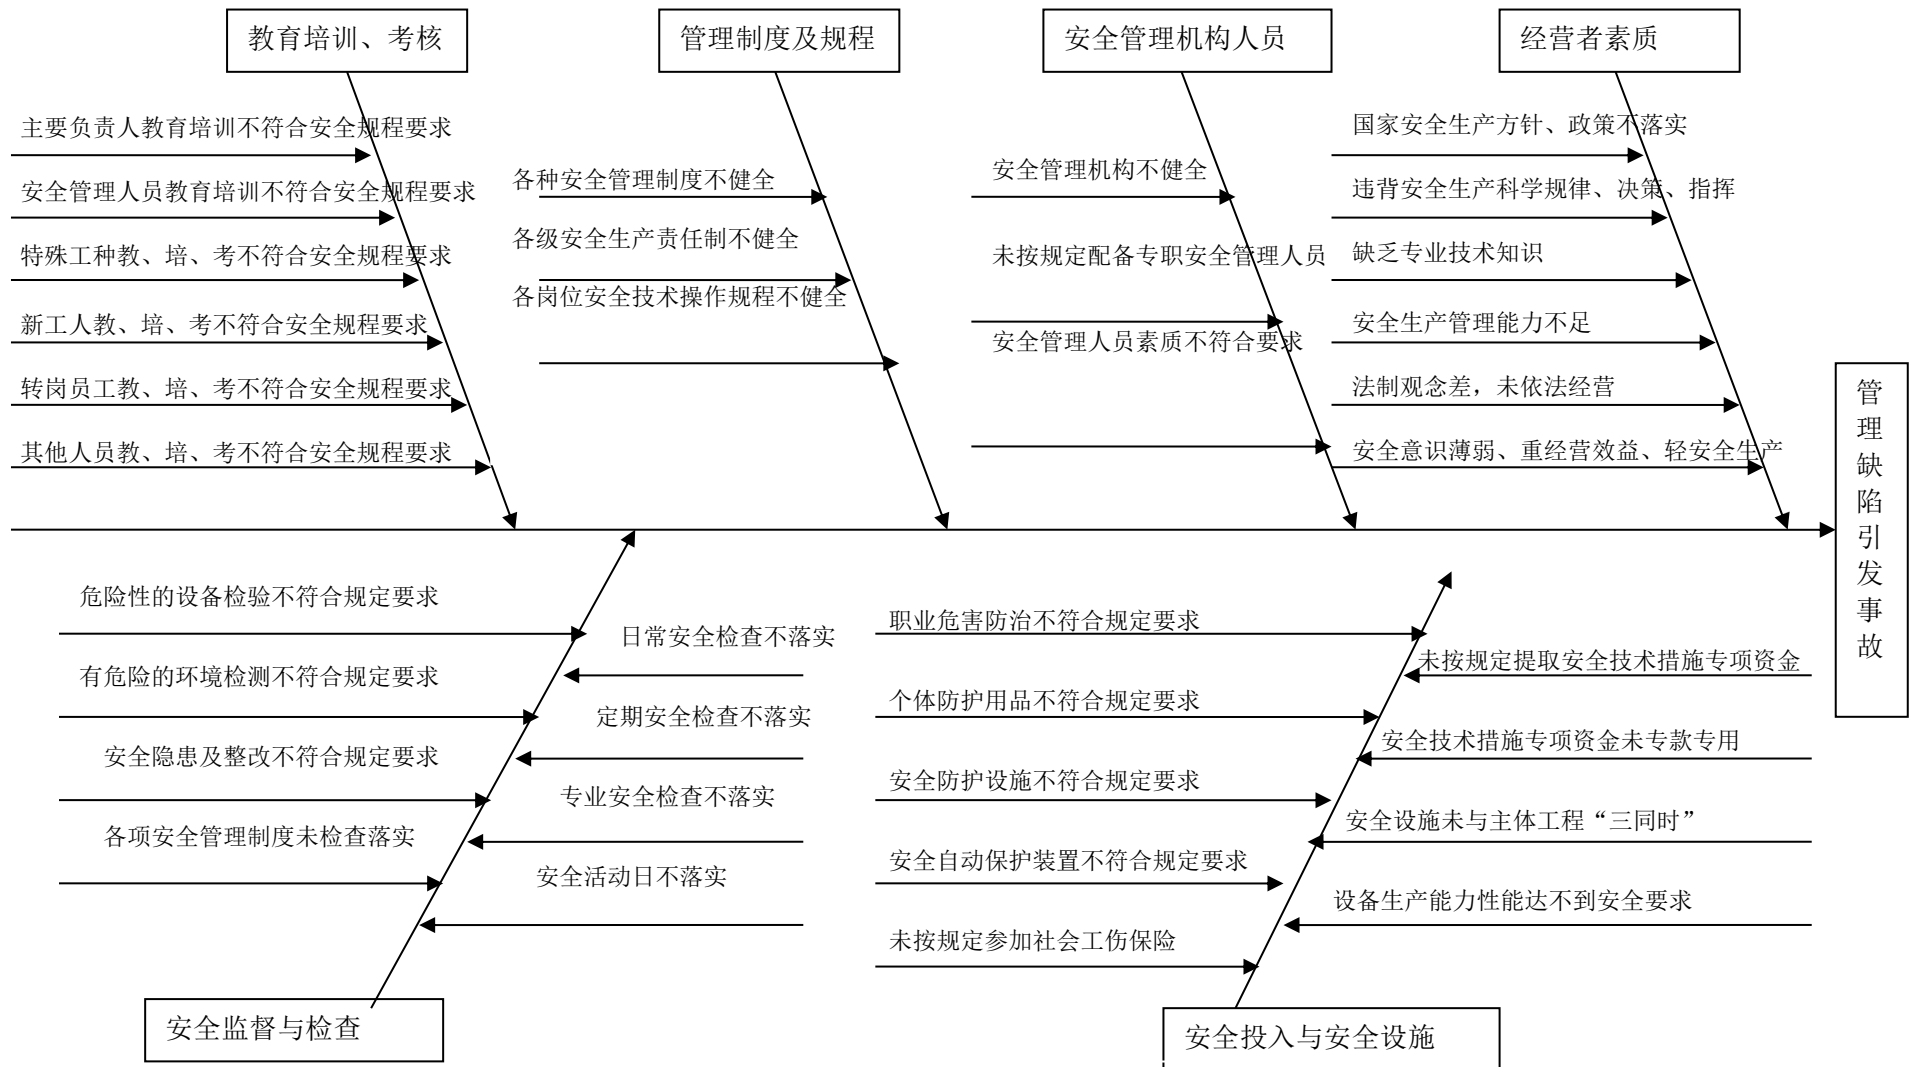 教育培训、考核
管理制度及规程
安全管理机构人员
经营者素质
主要负责人教育培训不符合安全规程要求
安全管理人员教育培训不符合安全规程要求
特殊工种教、培、考不符合安全规程要求
新工人教、培、考不符合安全规程要求
转岗员工教、培、考不符合安全规程要求
其他人员教、培、考不符合安全规程要求
各种安全管理制度不健全
各级安全生产责任制不健全
各岗位安全技术操作规程不健全
安全管理机构不健全
未按规定配备专职安全管理人员
安全管理人员素质不符合要求
国家安全生产方针、政策不落实
违背安全生产科学规律、决策、指挥
缺乏专业技术知识
安全生产管理能力不足
法制观念差，未依法经营
安全意识薄弱、重经营效益、轻安全生产
管理缺陷引发事故
危险性的设备检验不符合规定要求
有危险的环境检测不符合规定要求
安全隐患及整改不符合规定要求
各项安全管理制度未检查落实
日常安全检查不落实
定期安全检查不落实
专业安全检查不落实
安全活动日不落实
职业危害防治不符合规定要求
个体防护用品不符合规定要求
安全防护设施不符合规定要求
安全自动保护装置不符合规定要求
未按规定参加社会工伤保险
未按规定提取安全技术措施专项资金
安全技术措施专项资金未专款专用
安全设施未与主体工程“三同时”
设备生产能力性能达不到安全要求
安全监督与检查
安全投入与安全设施